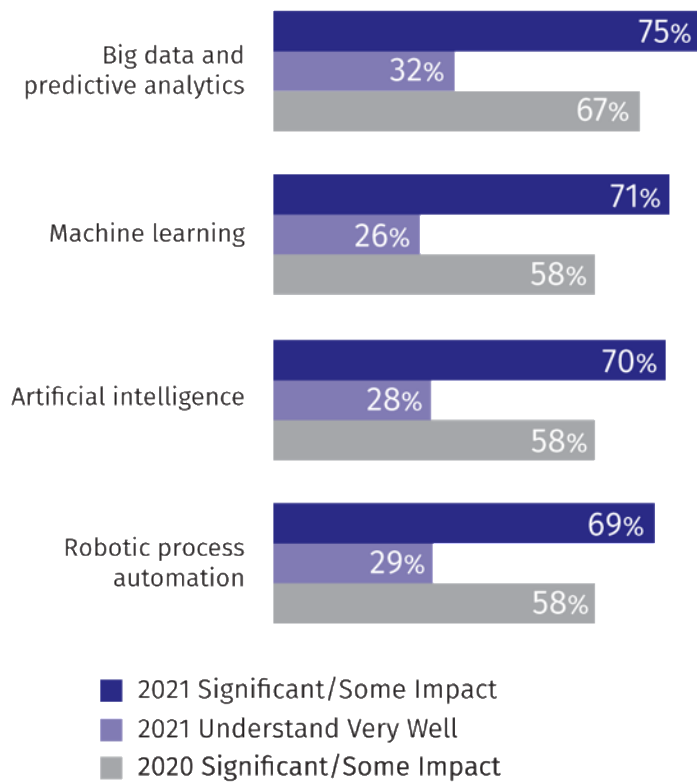 Big data and
predictive analytics
75%
32%
67%
Machine learning
71%
26%
58%
Artificial intelligence
70%
28%
58%
Robotic process
automation
69%
29%
58%
2021 Significant/Some Impact
2021 Understand Very Well
2020 Significant/Some Impact